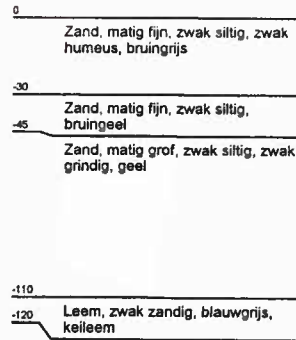 0
Zand, matig fijn, zwak siltig, zwak
humeus, bruingrijs
-30
Zand, matig fijn, zwak siltig,
bruingeel
-45
Zand, matig grof, zwak siltig, zwak
grindig, geel
-110
Leem, zwak zandig, blauwgrijs,
keileem
-120